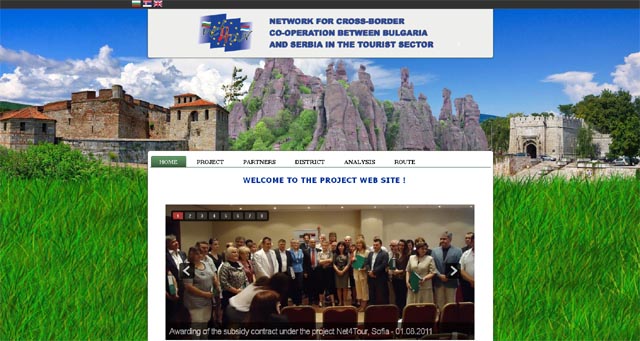 NETWORK FOR CROSS-BORDER
CO-OPERATION BETWEEN BULGARIA
AND SERBIA IN THE TOURIST SECTOR
HOME PROJECT PARTNERS DISTRICT ANALYSIS ROUTE
WELCOME TO THE PROJECT WEB SITE !
1 2 3 4 5 6 7 8
Awarding of the subsidy contract under the project Net4Tour, Sofia - 01.08.2011